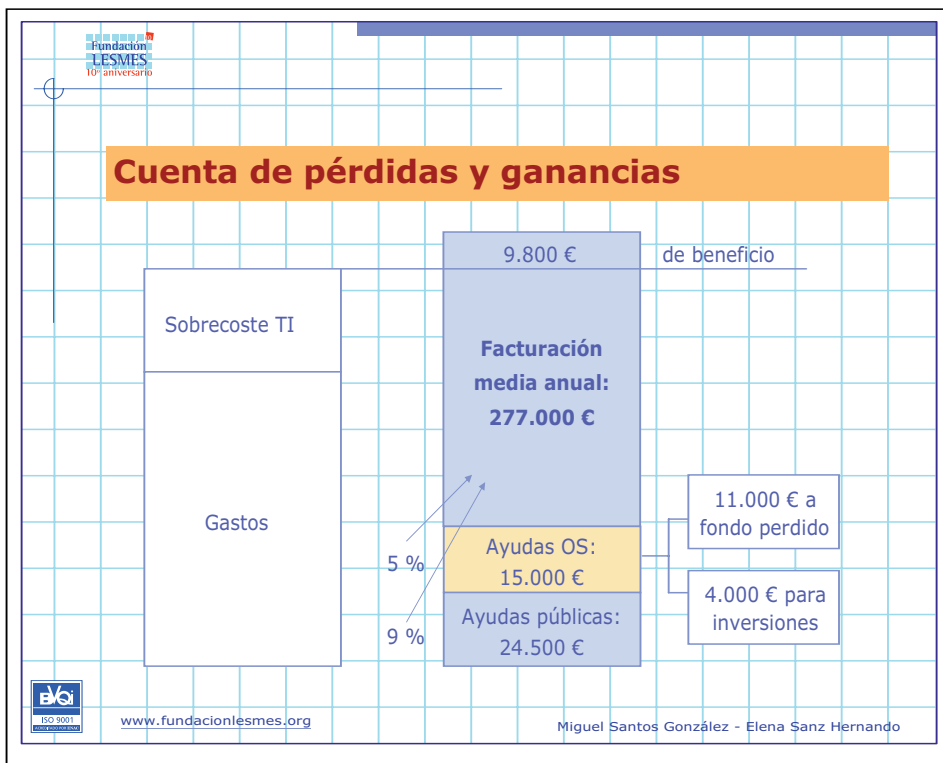 Fundación
LESMES
10º aniversario
Cuenta de pérdidas y ganancias
9.800 €
de beneficio
Sobrecoste TI
Facturación
media anual:
277.000 €
Gastos
5 %
9 %
Ayudas OS:
15.000 €
Ayudas públicas:
24.500 €
11.000 € a
fondo perdido
4.000 € para
inversiones
BVQi
ISO 9001
www.fundacionlesmes.org
Miguel Santos González - Elena Sanz Hernando